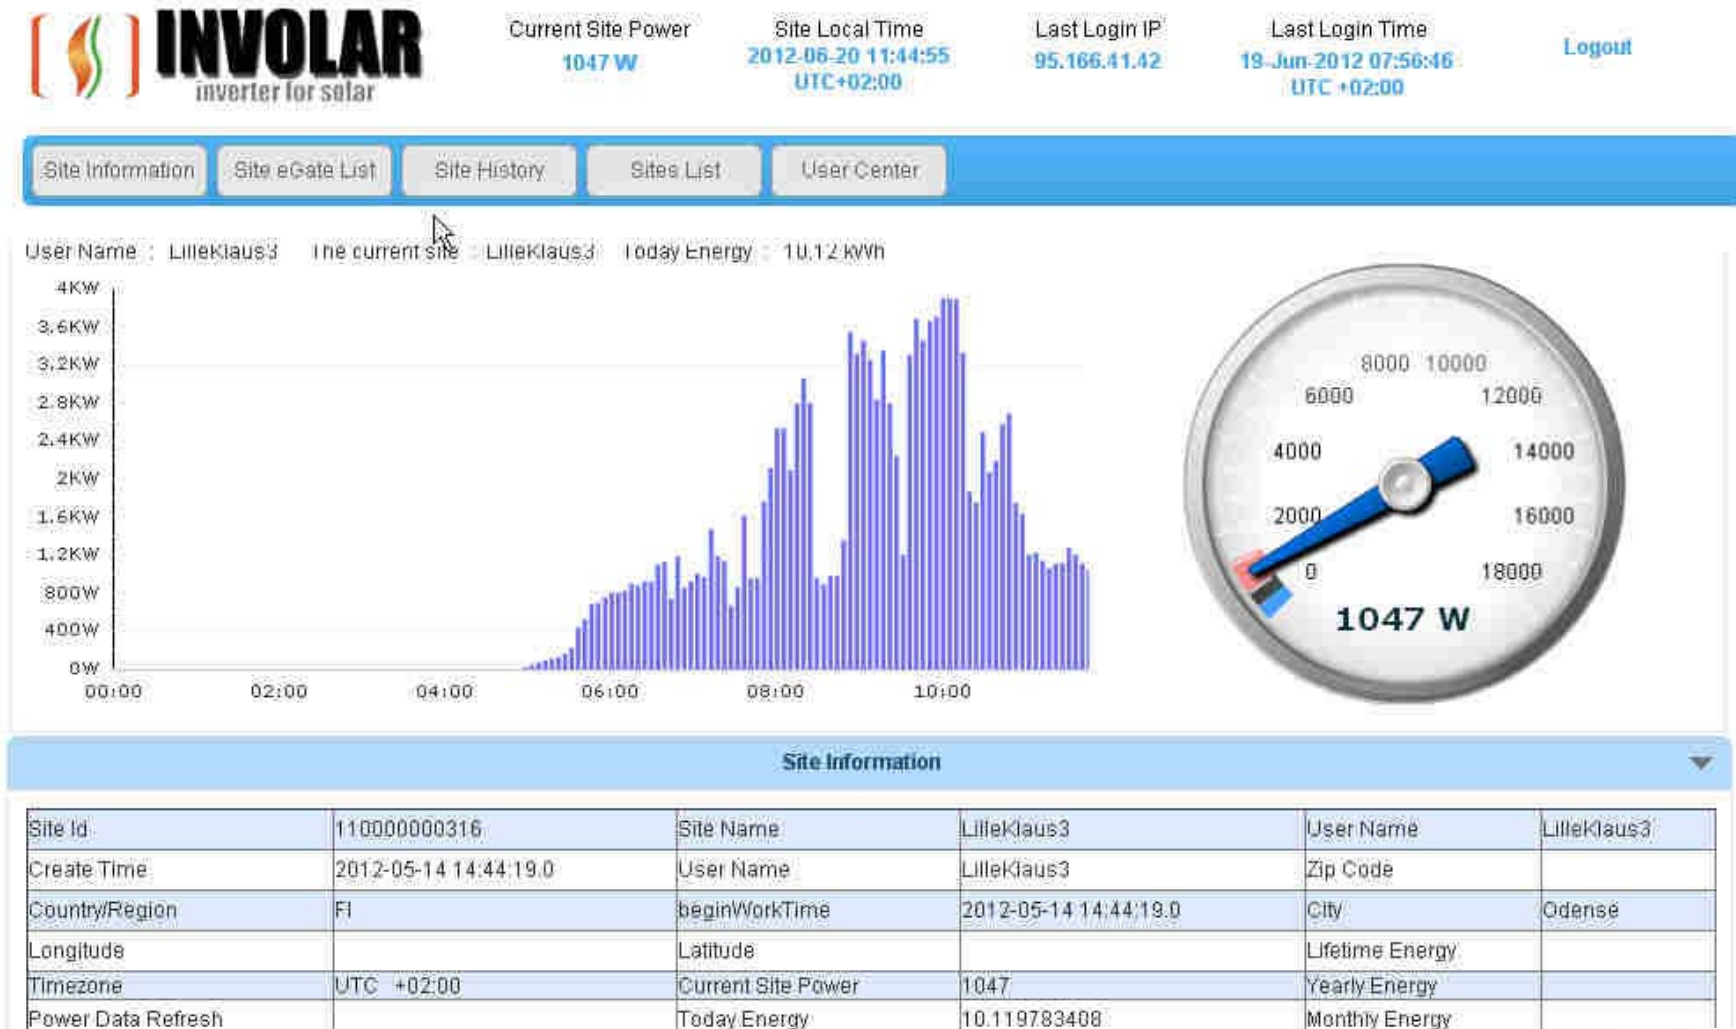 INVOLAR
inverter for solar
Current Site Power
1047 W
Site Local Time
2012-06-20 11:44:55
UTC+02:00
Last Login IP
95.166.41.42
Last Login Time
19-Jun-2012 07:56:46
UTC +02:00
Logout
Site Information
Site eGate List
Site History
Sites List
User Center
User Name : LilleKlaus3 The current site : LilleKlaus3 Today Energy : 10.12 kWh
4KW
3.6KW
3.2KW
2.8KW
2.4KW
2KW
1.6KW
1.2KW
800W
400W
0W
00:00 02:00 04:00 06:00 08:00 10:00
0
2000
4000
6000
8000
10000
12000
14000
16000
18000
1047 W
Site Information
Site Id 110000000316 Site Name LilleKlaus3 User Name LilleKlaus3
Create Time 2012-05-14 14:44:19.0 User Name LilleKlaus3 Zip Code
Country/Region FI beginWorkTime 2012-05-14 14:44:19.0 City Odense
Longitude Latitude Lifetime Energy
Timezone UTC +02:00 Current Site Power 1047 Yearly Energy
Power Data Refresh Today Energy 10.119783408 Monthly Energy